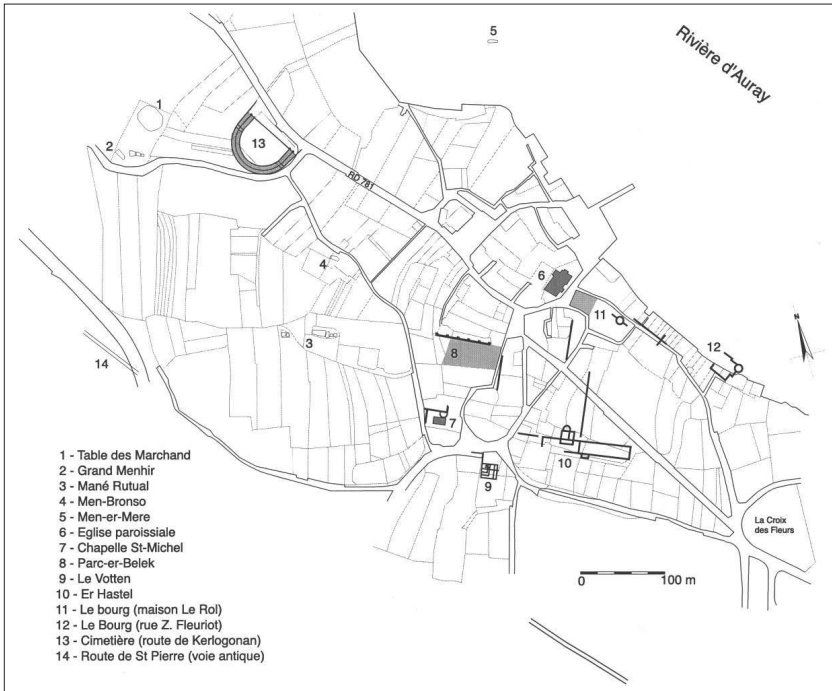 5
Rivière d'Auray
1
2
13
RD 781
4
6
3
11
N
12
14
8
7
10
9
La Croix
des Fleurs
0 100 m
1 - Table des Marchand
2 - Grand Menhir
3 - Mané Rutual
4 - Men-Bronso
5 - Men-er-Mere
6 - Eglise paroissiale
7 - Chapelle St-Michel
8 - Parc-er-Belek
9 - Le Votten
10 - Er Hastel
11 - Le bourg (maison Le Rol)
12 - Le Bourg (rue Z. Fleuriot)
13 - Cimetière (route de Kerlogonan)
14 - Route de St Pierre (voie antique)